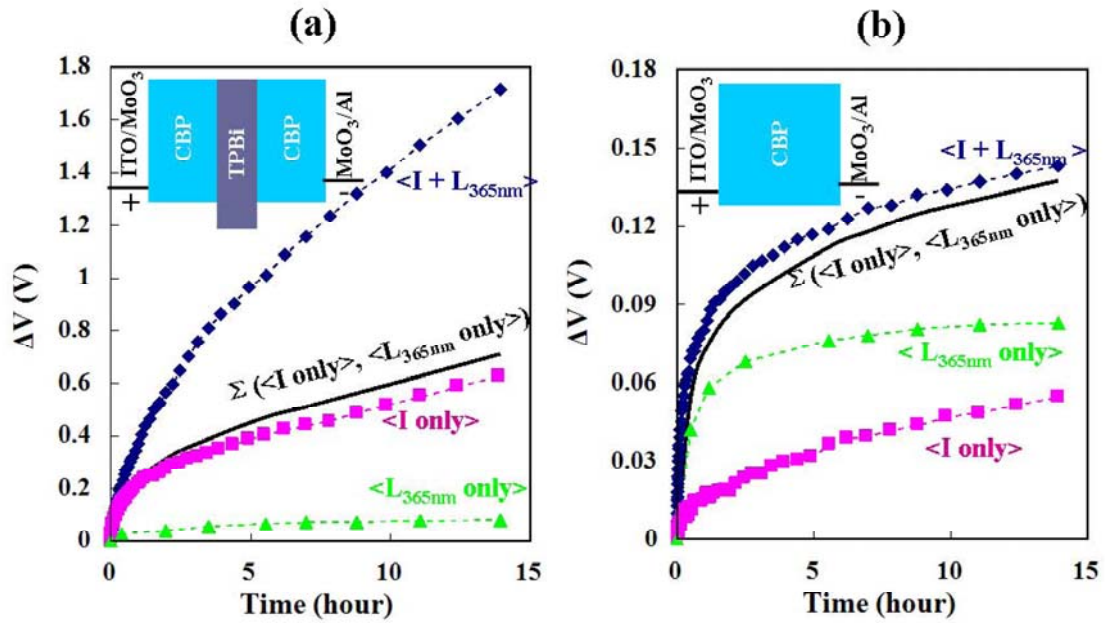 (a)
ΔV (V)
1.8
1.6
1.4
1.2
1
0.8
0.6
0.4
0.2
0
ITO/MoO3
+
CBP
TPBi
CBP
MoO3/Al
-
<I + L365nm>
Σ (<I only>, <L365nm only>)
<I only>
<L365nm only>
0 5 10 15
Time (hour)
(b)
ΔV (V)
0.18
0.15
0.12
0.09
0.06
0.03
0
ITO/MoO3
+
CBP
MoO3/Al
-
<I + L365nm>
Σ (<I only>, <L365nm only>)
<L365nm only>
<I only>
0 5 10 15
Time (hour)